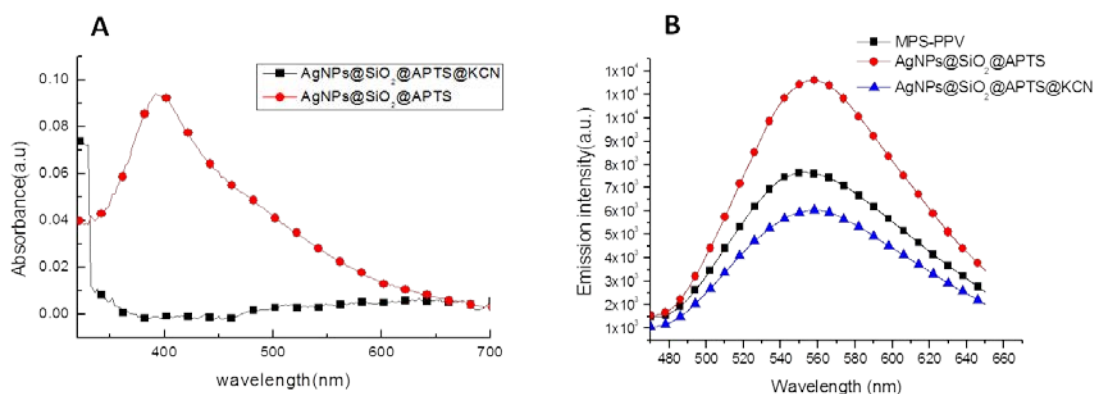 A
AgNPs@SiO₂@APTS@KCN
AgNPs@SiO₂@APTS
0.10
0.08
0.06
0.04
0.02
0.00
Absorbance(a.u)
400
500
600
700
wavelength(nm)
B
MPS-PPV
AgNPs@SiO₂@APTS
AgNPs@SiO₂@APTS@KCN
1x10⁴
1x10⁴
1x10⁴
9x10³
8x10³
7x10³
6x10³
5x10³
4x10³
3x10³
2x10³
1x10³
Emission intensity(a.u.)
480
500
520
540
560
580
600
620
640
660
Wavelength (nm)